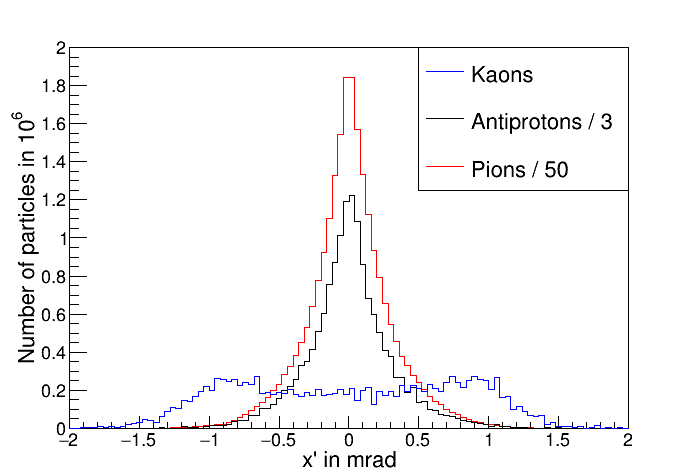 2
1.8
1.6
1.4
1.2
1
0.8
0.6
0.4
0.2
0
Number of particles in 10⁶
Kaons
Antiprotons / 3
Pions / 50
−2 −1.5 −1 −0.5 0 0.5 1 1.5 2
x' in mrad